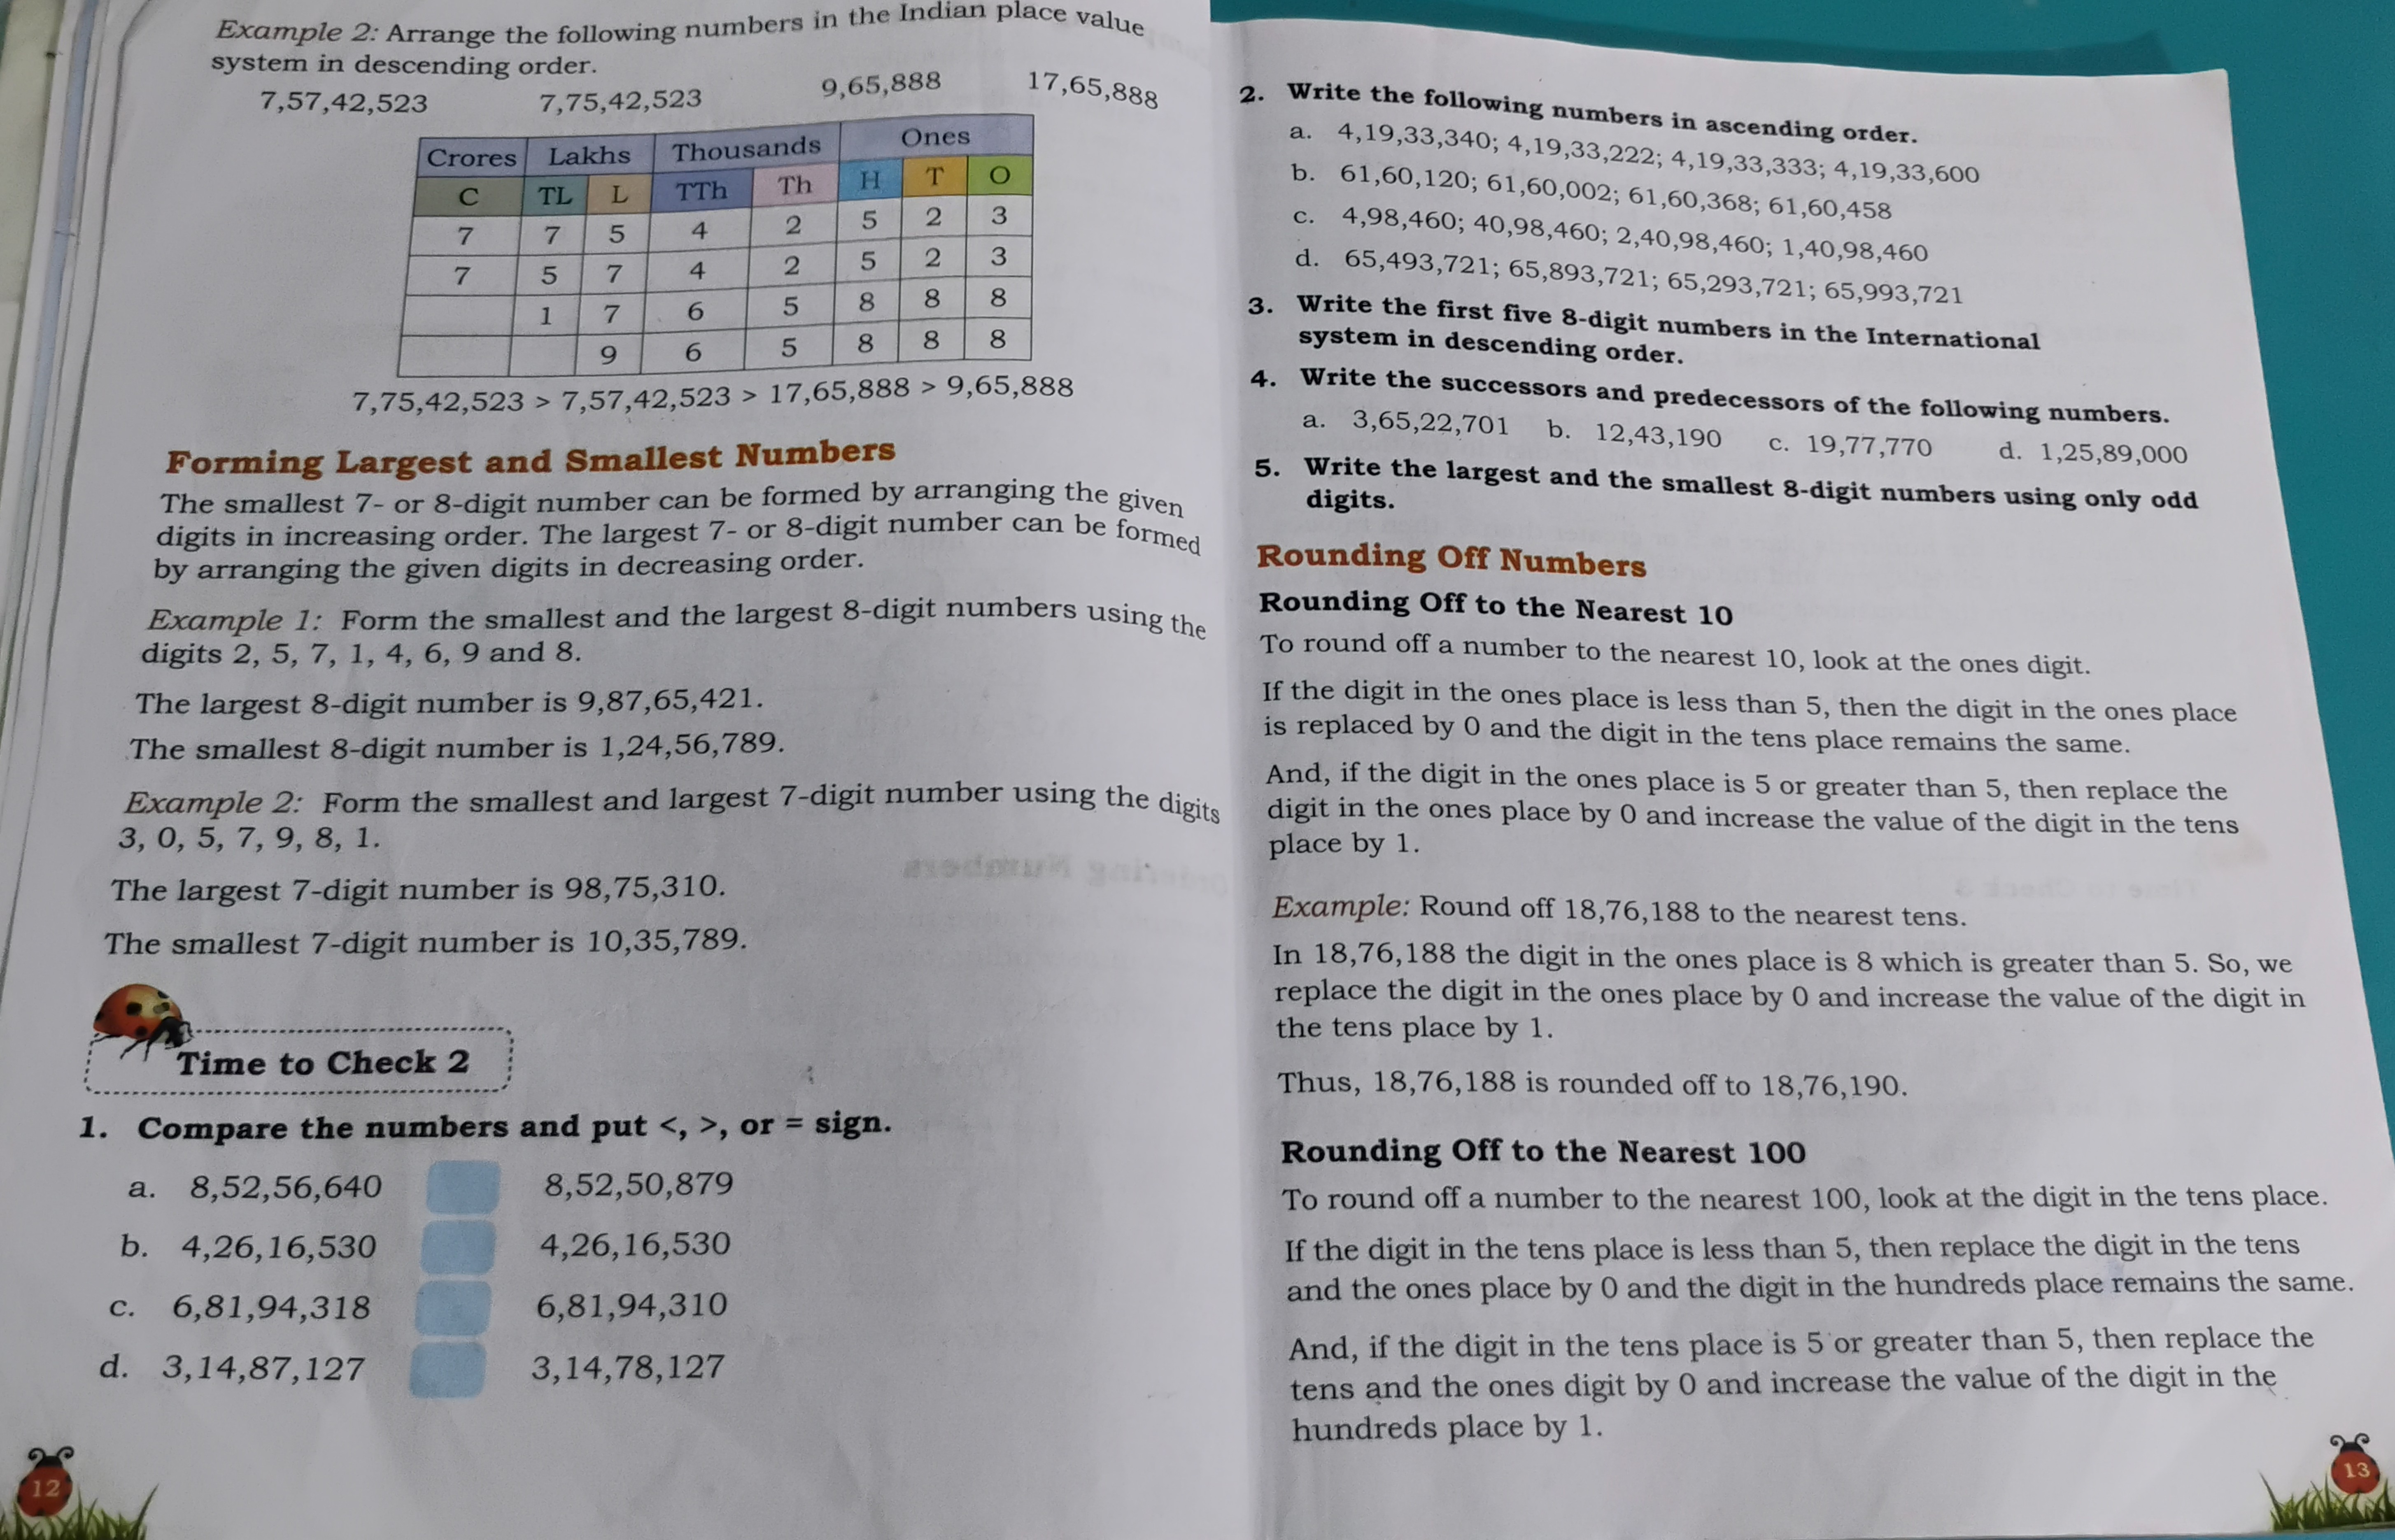 Example 2: Arrange the following numbers in the Indian place value
system in descending order.
7,57,42,523 7,75,42,523 9,65,888 17,65,888
Crores Lakhs Thousands Ones
C TL L TTh Th H T O
7 7 5 4 2 5 2 3
7 5 7 4 2 5 2 3
1 7 6 5 8 8 8
9 6 5 8 8 8
7,75,42,523 > 7,57,42,523 > 17,65,888 > 9,65,888
Forming Largest and Smallest Numbers
The smallest 7- or 8-digit number can be formed by arranging the given
digits in increasing order. The largest 7- or 8-digit number can be formed
by arranging the given digits in decreasing order.
Example 1: Form the smallest and the largest 8-digit numbers using the
digits 2, 5, 7, 1, 4, 6, 9 and 8.
The largest 8-digit number is 9,87,65,421.
The smallest 8-digit number is 1,24,56,789.
Example 2: Form the smallest and largest 7-digit number using the digits
3, 0, 5, 7, 9, 8, 1.
The largest 7-digit number is 98,75,310.
The smallest 7-digit number is 10,35,789.
Time to Check 2
1. Compare the numbers and put <, >, or = sign.
a. 8,52,56,640 8,52,50,879
b. 4,26,16,530 4,26,16,530
c. 6,81,94,318 6,81,94,310
d. 3,14,87,127 3,14,78,127
12
2. Write the following numbers in ascending order.
a. 4,19,33,340; 4,19,33,222; 4,19,33,333; 4,19,33,600
b. 61,60,120; 61,60,002; 61,60,368; 61,60,458
c. 4,98,460; 40,98,460; 2,40,98,460; 1,40,98,460
d. 65,493,721; 65,893,721; 65,293,721; 65,993,721
3. Write the first five 8-digit numbers in the International
system in descending order.
4. Write the successors and predecessors of the following numbers.
a. 3,65,22,701 b. 12,43,190 c. 19,77,770 d. 1,25,89,000
5. Write the largest and the smallest 8-digit numbers using only odd
digits.
Rounding Off Numbers
Rounding Off to the Nearest 10
To round off a number to the nearest 10, look at the ones digit.
If the digit in the ones place is less than 5, then the digit in the ones place
is replaced by 0 and the digit in the tens place remains the same.
And, if the digit in the ones place is 5 or greater than 5, then replace the
digit in the ones place by 0 and increase the value of the digit in the tens
place by 1.
Example: Round off 18,76,188 to the nearest tens.
In 18,76,188 the digit in the ones place is 8 which is greater than 5. So, we
replace the digit in the ones place by 0 and increase the value of the digit in
the tens place by 1.
Thus, 18,76,188 is rounded off to 18,76,190.
Rounding Off to the Nearest 100
To round off a number to the nearest 100, look at the digit in the tens place.
If the digit in the tens place is less than 5, then replace the digit in the tens
and the ones place by 0 and the digit in the hundreds place remains the same.
And, if the digit in the tens place is 5 or greater than 5, then replace the
tens and the ones digit by 0 and increase the value of the digit in the
hundreds place by 1.
13